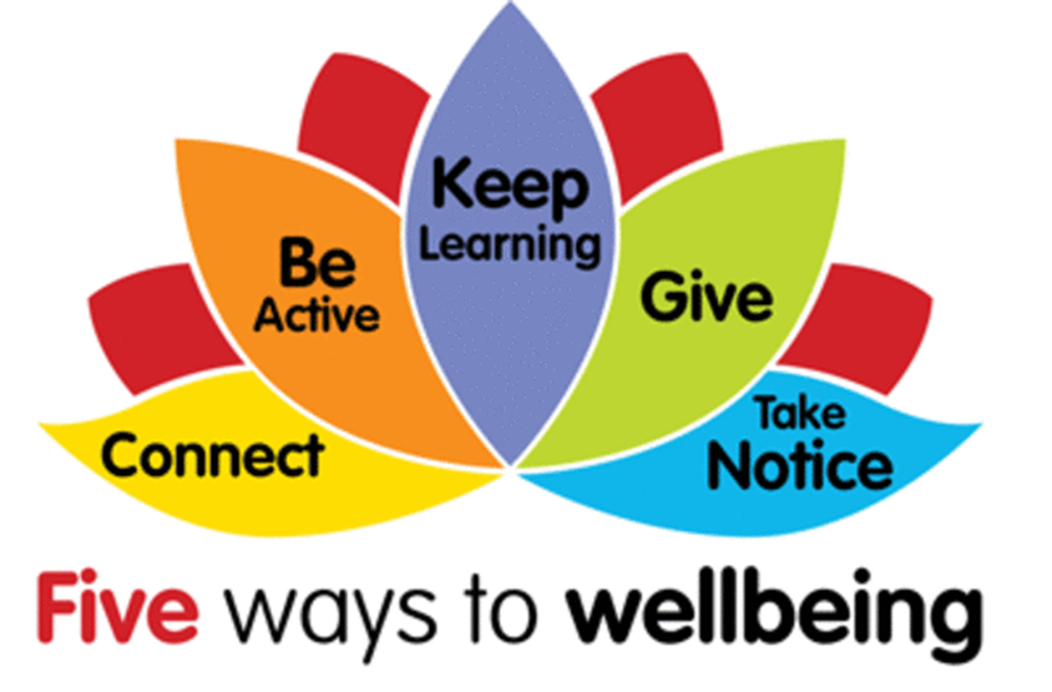 Keep
Learning
Be
Active
Give
Connect
Take
Notice
Five ways to wellbeing